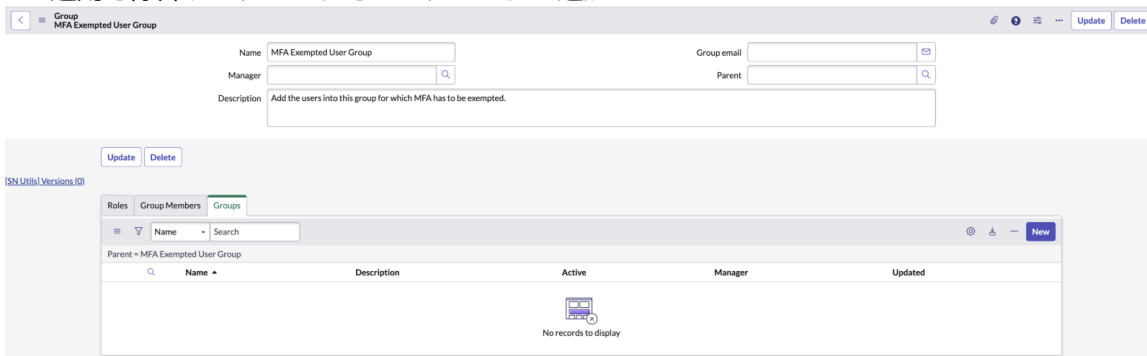 Group
MFA Exempted User Group
Update Delete
Name MFA Exempted User Group
Group email
Manager
Parent
Description Add the users into this group for which MFA has to be exempted.
Update Delete
[SN Utils] Versions (0)
Roles Group Members Groups
Name Search New
Parent = MFA Exempted User Group
Name Description Active Manager Updated
No records to display